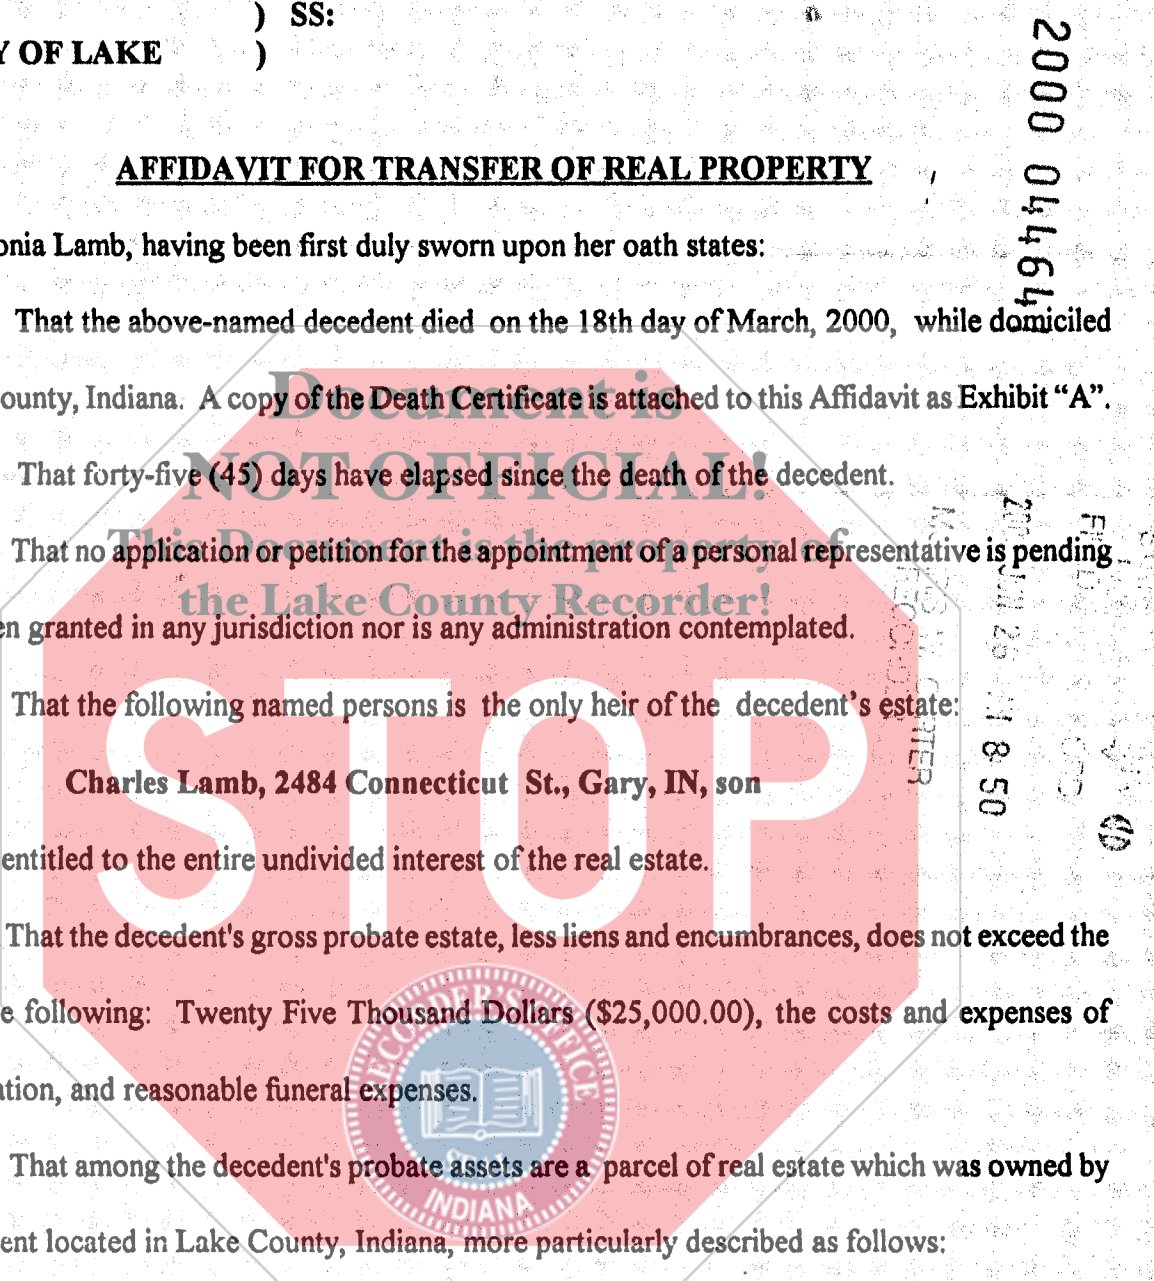 ) SS:
Y OF LAKE )
2000 044644
AFFIDAVIT FOR TRANSFER OF REAL PROPERTY
onia Lamb, having been first duly sworn upon her oath states:
That the above-named decedent died on the 18th day of March, 2000, while domiciled
ounty, Indiana. A copy of the Death Certificate is attached to this Affidavit as Exhibit “A”.
Document is
That forty-five (45) days have elapsed since the death of the decedent.
NOT OFFICIAL!
That no application or petition for the appointment of a personal representative is pending
This Document is the property of
the Lake County Recorder!
en granted in any jurisdiction nor is any administration contemplated.
That the following named persons is the only heir of the decedent's estate:
STOP
8 50
Charles Lamb, 2484 Connecticut St., Gary, IN, son
entitled to the entire undivided interest of the real estate.
That the decedent's gross probate estate, less liens and encumbrances, does not exceed the
e following: Twenty Five Thousand Dollars ($25,000.00), the costs and expenses of
ation, and reasonable funeral expenses.
RECORDER'S OFFICE
SEAL
INDIANA
That among the decedent's probate assets are a parcel of real estate which was owned by
ent located in Lake County, Indiana, more particularly described as follows: